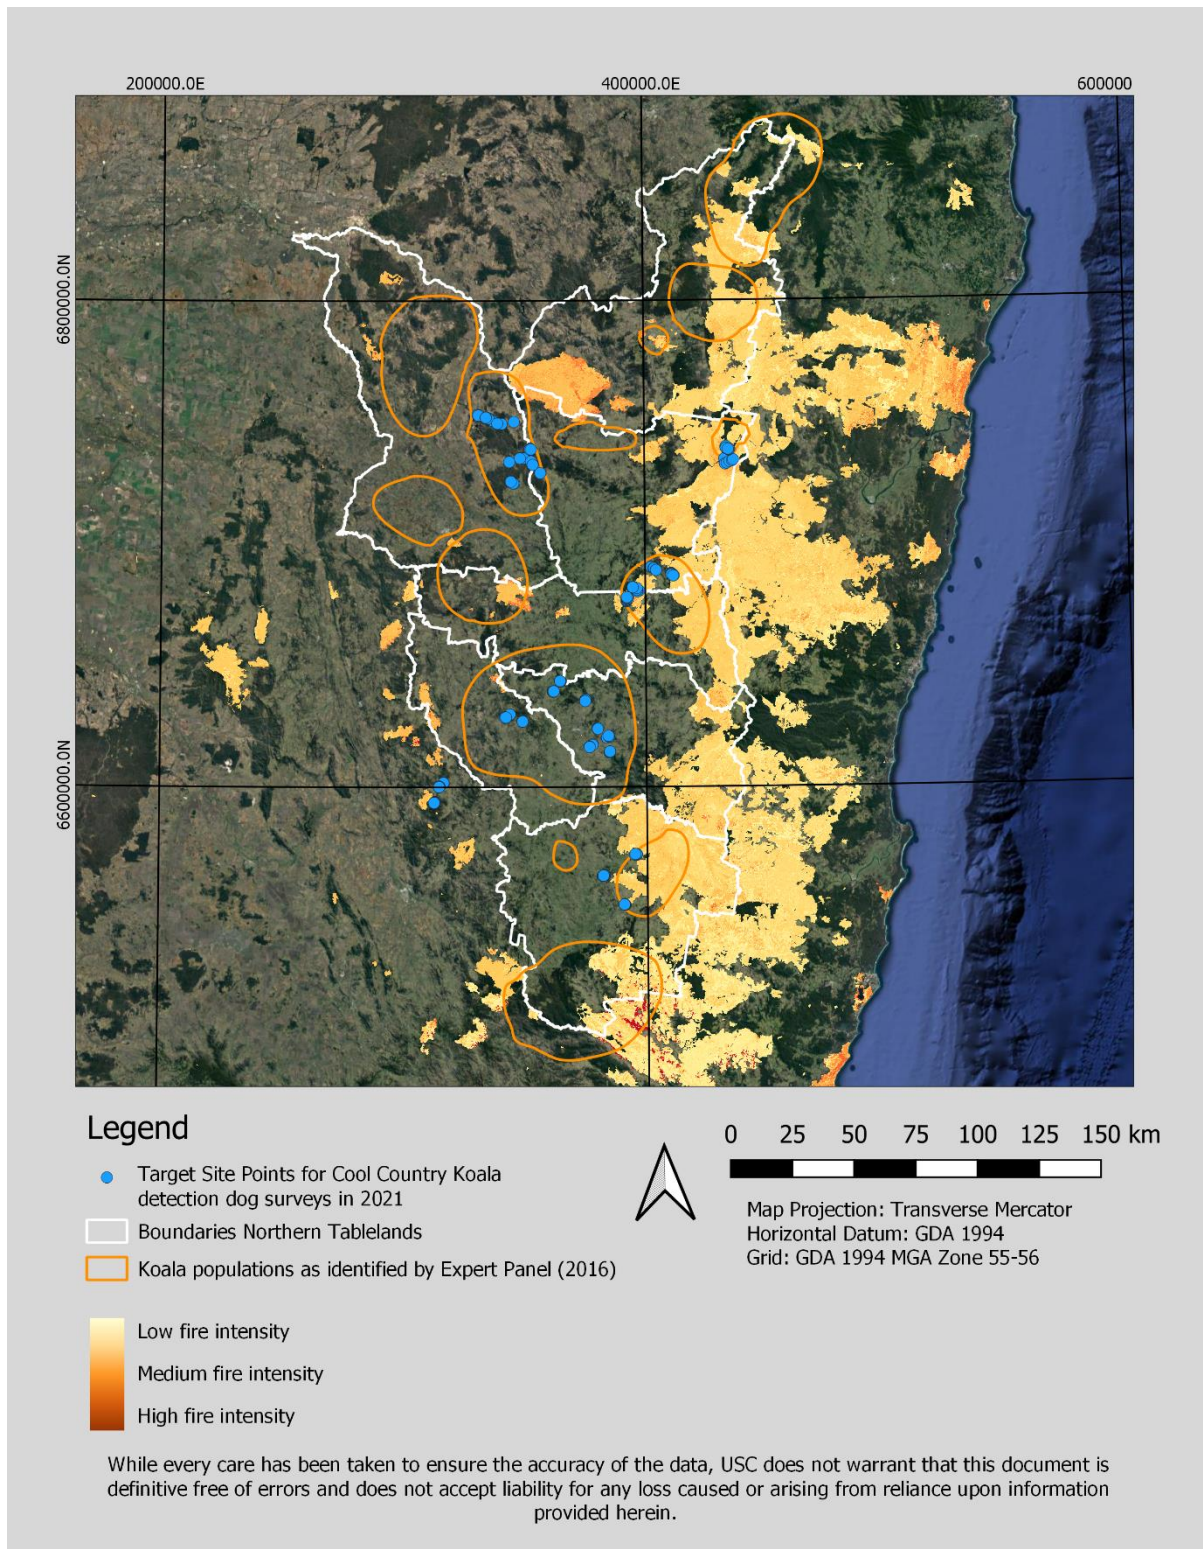 200000.0E 400000.0E 600000
6800000.0N
6600000.0N
Legend
Target Site Points for Cool Country Koala
detection dog surveys in 2021
Boundaries Northern Tablelands
Koala populations as identified by Expert Panel (2016)
Low fire intensity
Medium fire intensity
High fire intensity
0 25 50 75 100 125 150 km
Map Projection: Transverse Mercator
Horizontal Datum: GDA 1994
Grid: GDA 1994 MGA Zone 55-56
While every care has been taken to ensure the accuracy of the data, USC does not warrant that this document is
definitive free of errors and does not accept liability for any loss caused or arising from reliance upon information
provided herein.